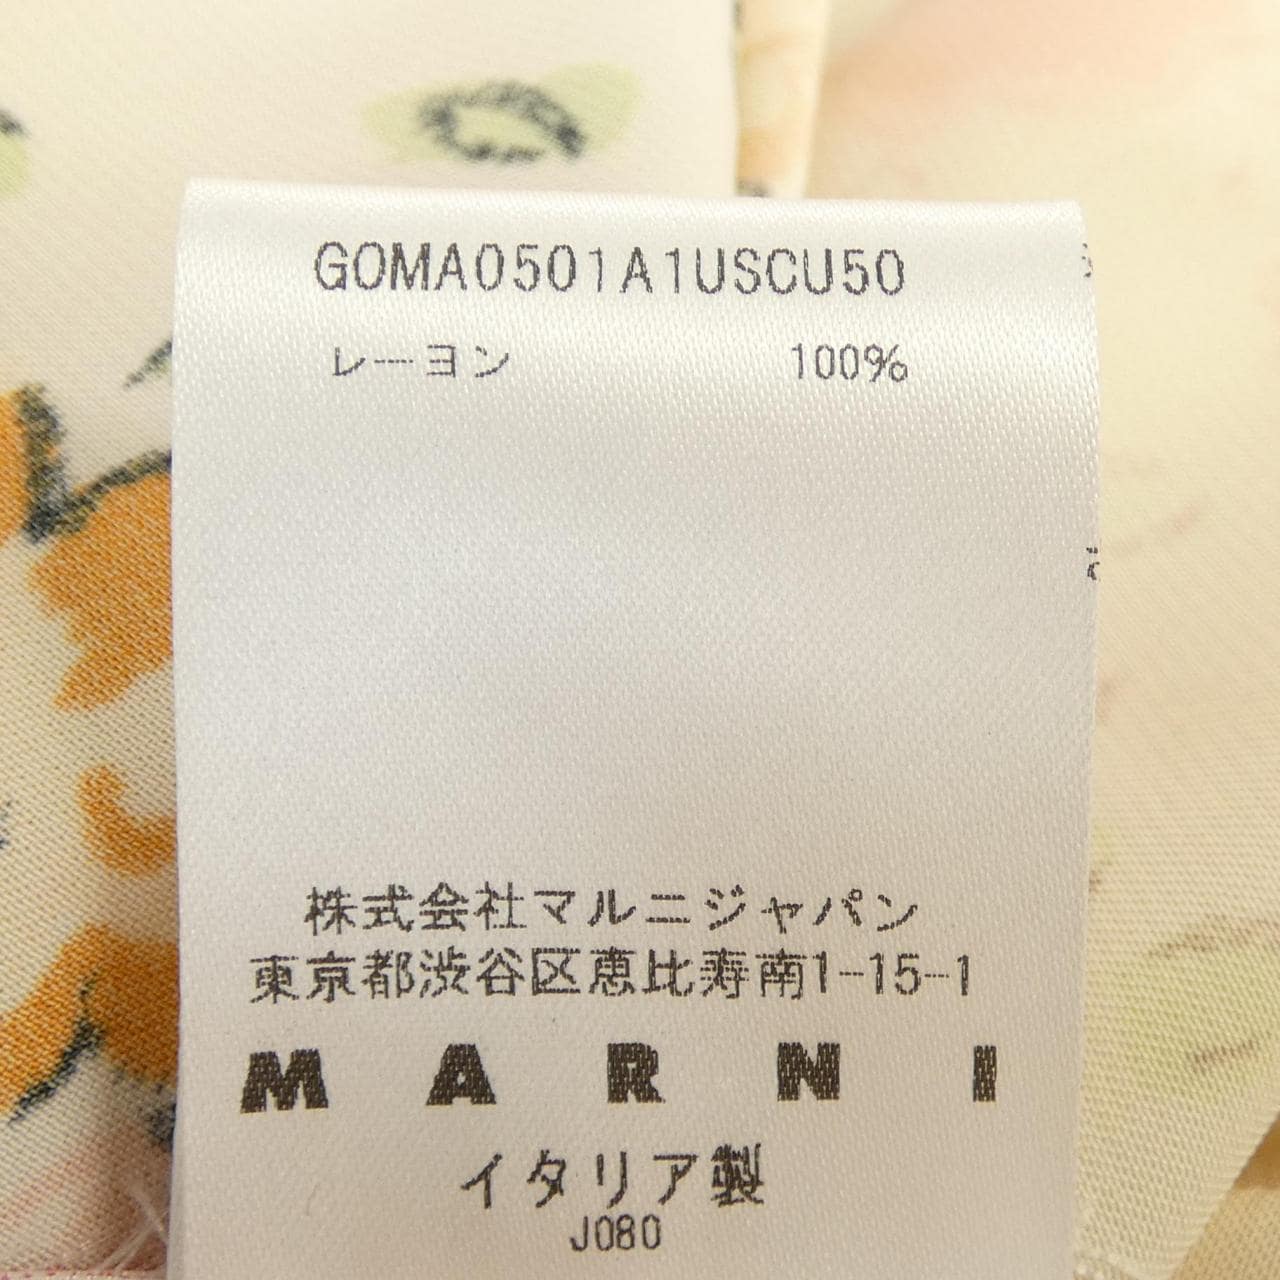 GOMA0501A1USCU50
レーヨン 100%
株式会社マルニジャパン
東京都渋谷区恵比寿南1-15-1
MARNI
イタリア製
J080